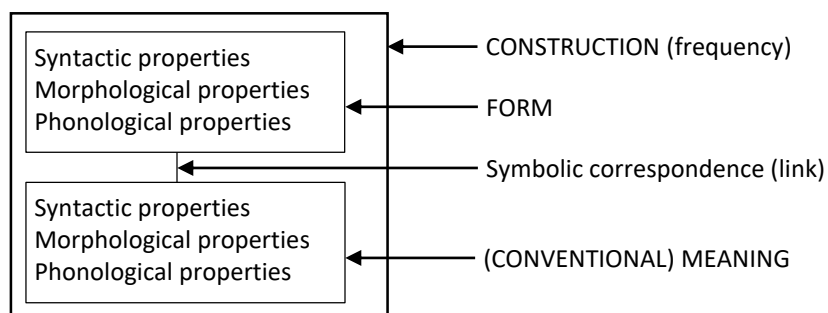 Syntactic properties
Morphological properties
Phonological properties
CONSTRUCTION (frequency)
FORM
Symbolic correspondence (link)
Syntactic properties
Morphological properties
Phonological properties
(CONVENTIONAL) MEANING